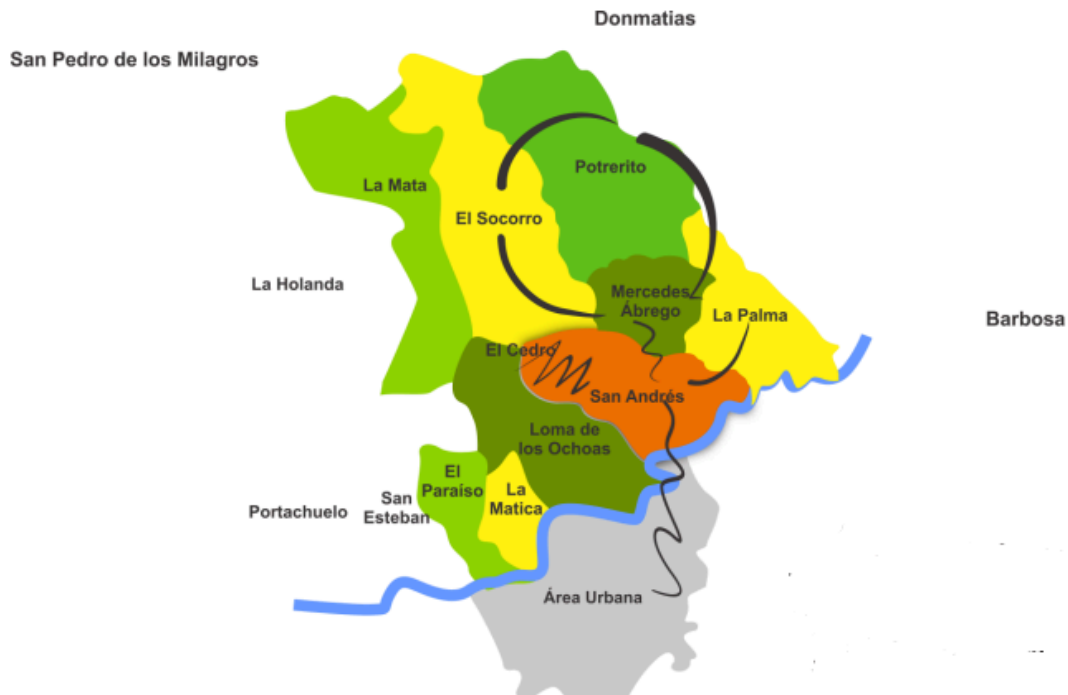 Donmatias
San Pedro de los Milagros
Potrerito
La Mata
El Socorro
La Holanda
Mercedes
Ábrego
La Palma
Barbosa
El Cedro
San Andrés
Loma de
los Ochoas
El
Paraíso
La
Matica
San
Esteban
Portachuelo
Área Urbana